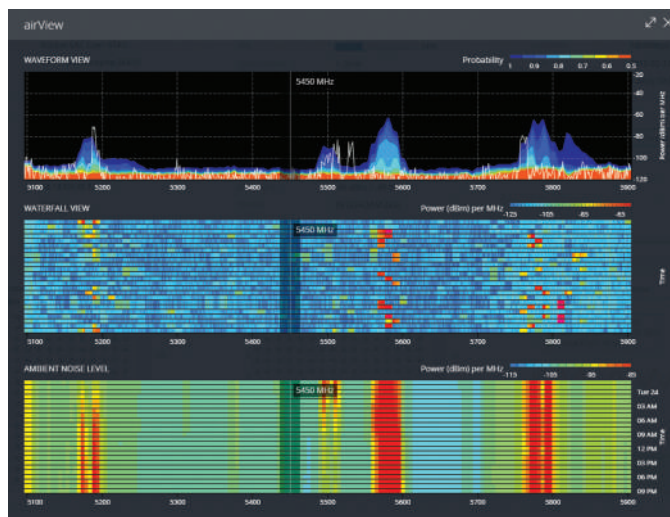 airView
WAVEFORM VIEW
Probability
1 0.9 0.8 0.7 0.6 0.5
5450 MHz
-20
-40
-60
-80
-100
-120
Power (dBm) per MHz
5100 5200 5300 5400 5500 5600 5700 5800 5900
WATERFALL VIEW
Power (dBm) per MHz
-125 -105 -85 -65
5450 MHz
Time
5100 5200 5300 5400 5500 5600 5700 5800 5900
AMBIENT NOISE LEVEL
Power (dBm) per MHz
-115 -105 -95 -85
5450 MHz
Tue 24
03 AM
06 AM
09 AM
12 PM
03 PM
06 PM
09 PM
Time
5100 5200 5300 5400 5500 5600 5700 5800 5900